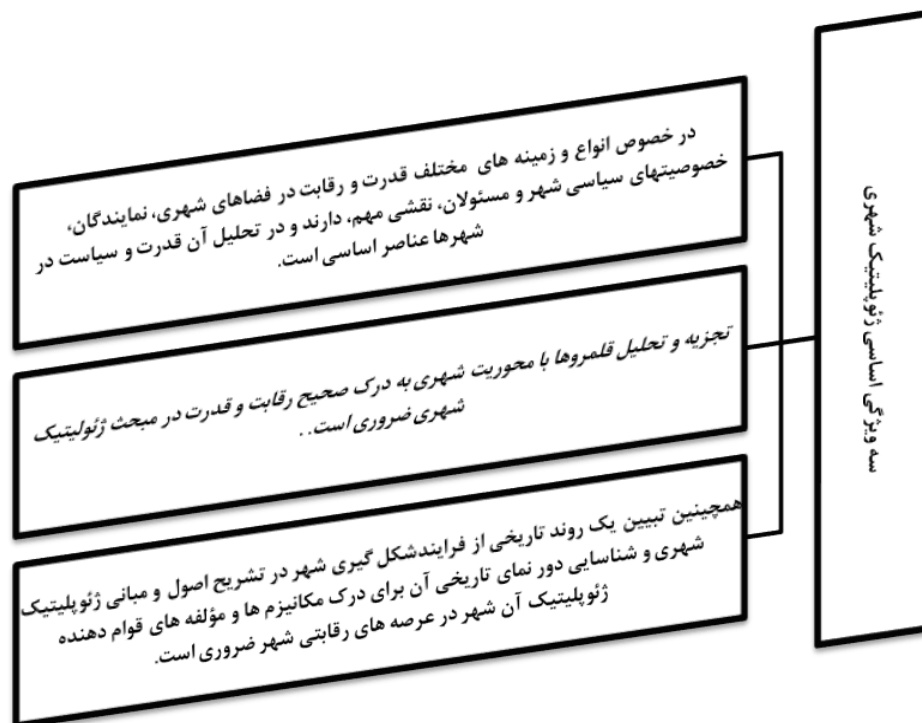 سه ویژگی اساسی ژئوپلیتیک شهری
در خصوص انواع و زمینه های مختلف قدرت و رقابت در فضاهای شهری، نمایندگان،
خصوصیتهای سیاسی شهر و مسئولان، نقشی مهم، دارند و در تحلیل آن قدرت و سیاست در
شهرها عناصر اساسی است.
تجزیه و تحلیل قلمروها با محوریت شهری به درک صحیح رقابت و قدرت در مبحث ژئولیتیک
شهری ضروری است. .
همچینین تبیین یک روند تاریخی از فرایندشکل گیری شهر در تشریح اصول و مبانی ژئوپلیتیک
شهری و شناسایی دور نمای تاریخی آن برای درک مکانیزم ها و مؤلفه های قوام دهنده
ژئوپلیتیک آن شهر در عرصه های رقابتی شهر ضروری است.